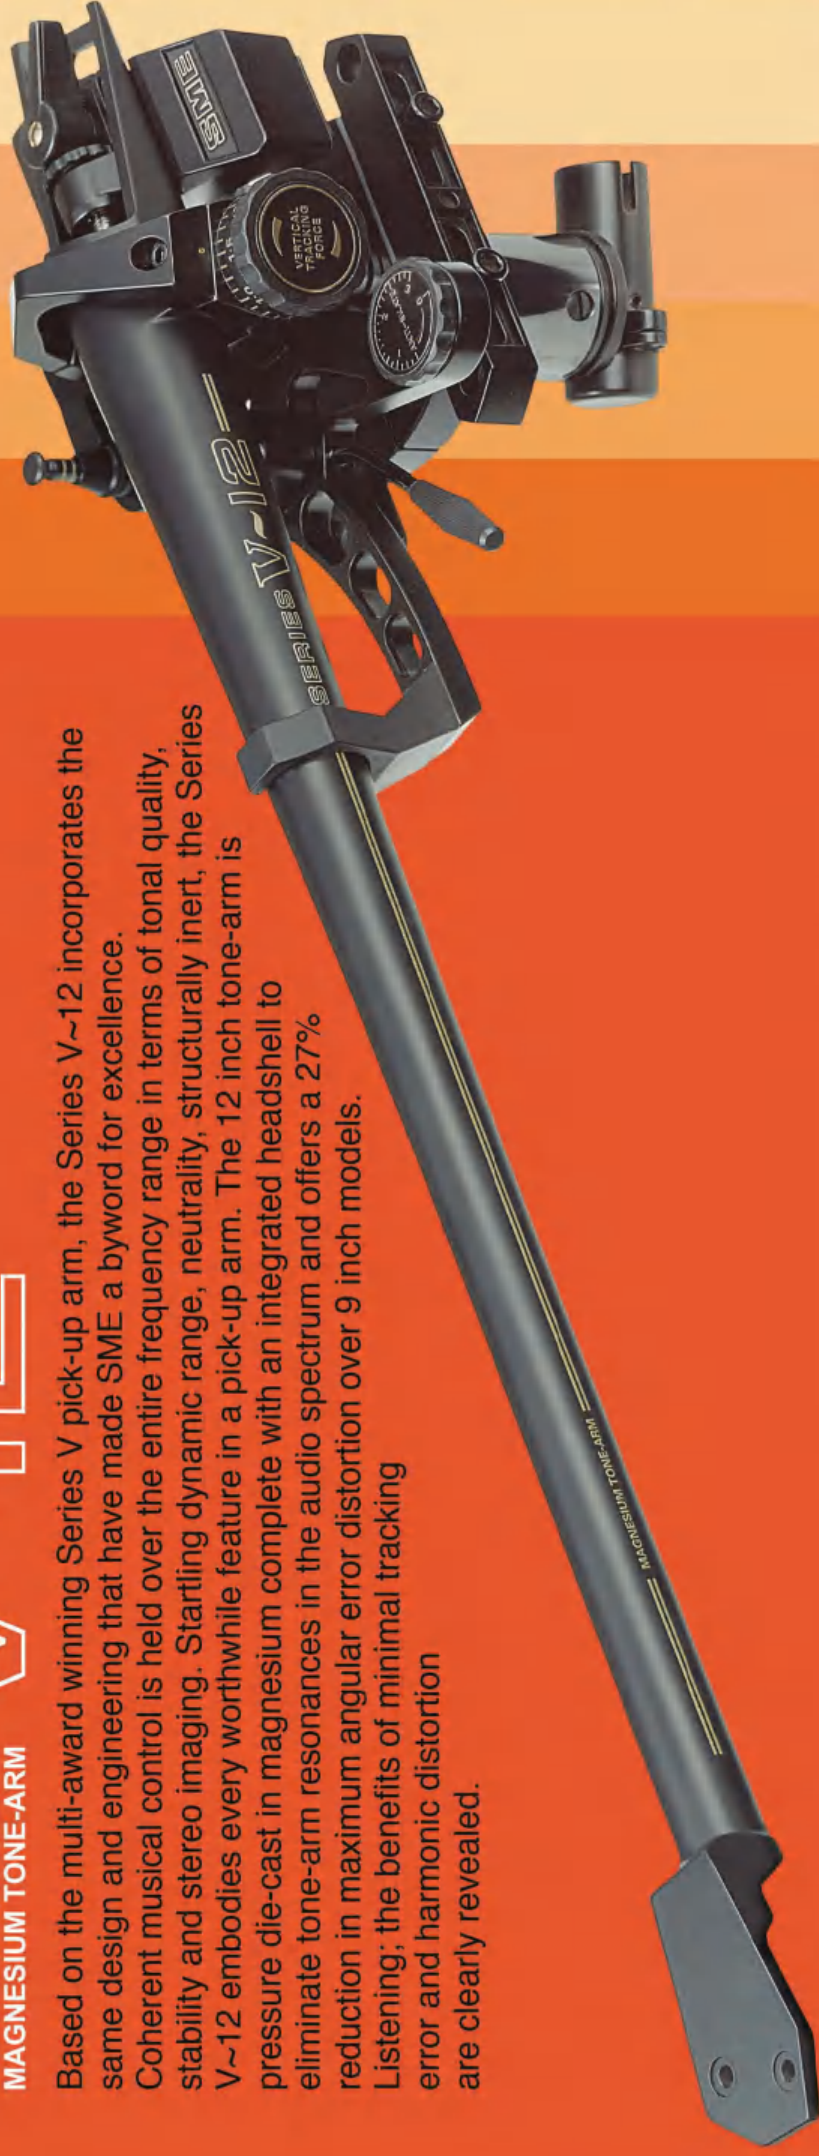 MAGNESIUM TONE-ARM
Based on the multi-award winning Series V pick-up arm, the Series V~12 incorporates the
same design and engineering that have made SME a byword for excellence.
Coherent musical control is held over the entire frequency range in terms of tonal quality,
stability and stereo imaging. Startling dynamic range, neutrality, structurally inert, the Series
V~12 embodies every worthwhile feature in a pick-up arm. The 12 inch tone-arm is
pressure die-cast in magnesium complete with an integrated headshell to
eliminate tone-arm resonances in the audio spectrum and offers a 27%
reduction in maximum angular error distortion over 9 inch models.
Listening; the benefits of minimal tracking
error and harmonic distortion
are clearly revealed.
MAGNESIUM TONE-ARM
SERIES V~12
SME
VERTICAL
TRACKING
FORCE